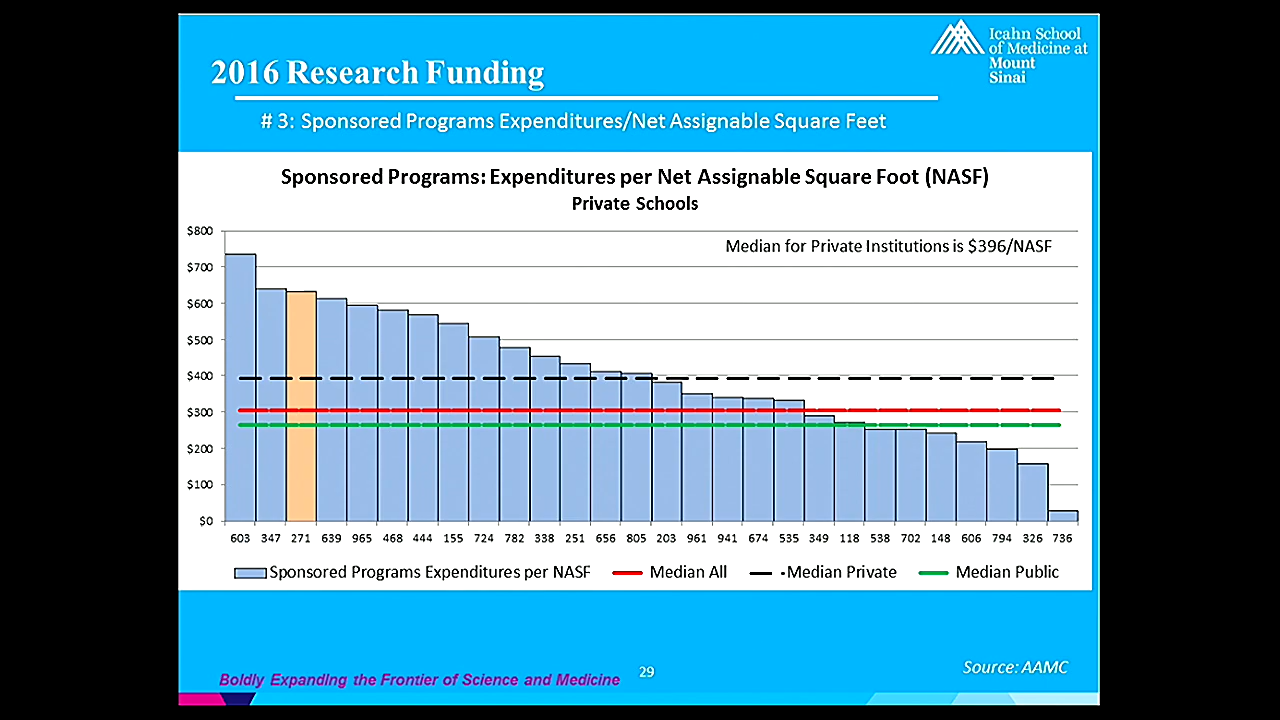 Icahn School
of Medicine at
Mount
Sinai
2016 Research Funding
# 3: Sponsored Programs Expenditures/Net Assignable Square Feet
Sponsored Programs: Expenditures per Net Assignable Square Foot (NASF)
Private Schools
Median for Private Institutions is $396/NASF
$800
$700
$600
$500
$400
$300
$200
$100
$0
603 347 271 639 965 468 444 155 724 782 338 251 656 805 203 961 941 674 535 349 118 538 702 148 606 794 326 736
Sponsored Programs Expenditures per NASF Median All Median Private Median Public
Source: AAMC
29
Boldly Expanding the Frontier of Science and Medicine